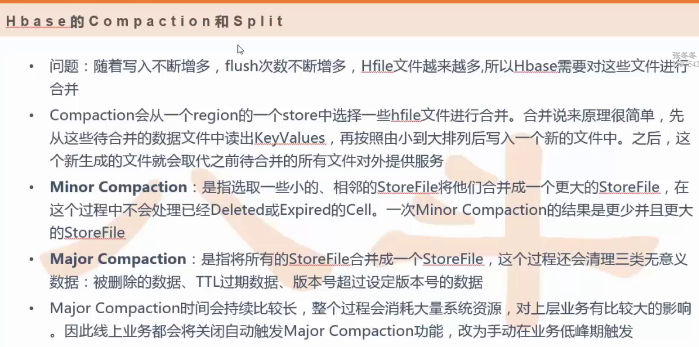 Hbase的Compaction和Split
• 问题：随着写入不断增多，flush次数不断增多，Hfile文件越来越多,所以Hbase需要对这些文件进行
合并
• Compaction会从一个region的一个store中选择一些hfile文件进行合并。合并说来原理很简单，先
从这些待合并的数据文件中读出KeyValues，再按照由小到大排列后写入一个新的文件中。之后，这
个新生成的文件就会取代之前待合并的所有文件对外提供服务
• Minor Compaction：是指选取一些小的、相邻的StoreFile将他们合并成一个更大的StoreFile，在
这个过程中不会处理已经Deleted或Expired的Cell。一次Minor Compaction的结果是更少并且更大
的StoreFile
• Major Compaction：是指将所有的StoreFile合并成一个StoreFile，这个过程还会清理三类无意义
数据：被删除的数据、TTL过期数据、版本号超过设定版本号的数据
• Major Compaction时间会持续比较长，整个过程会消耗大量系统资源，对上层业务有比较大的影响
。因此线上业务都会将关闭自动触发Major Compaction功能，改为手动在业务低峰期触发
八斗